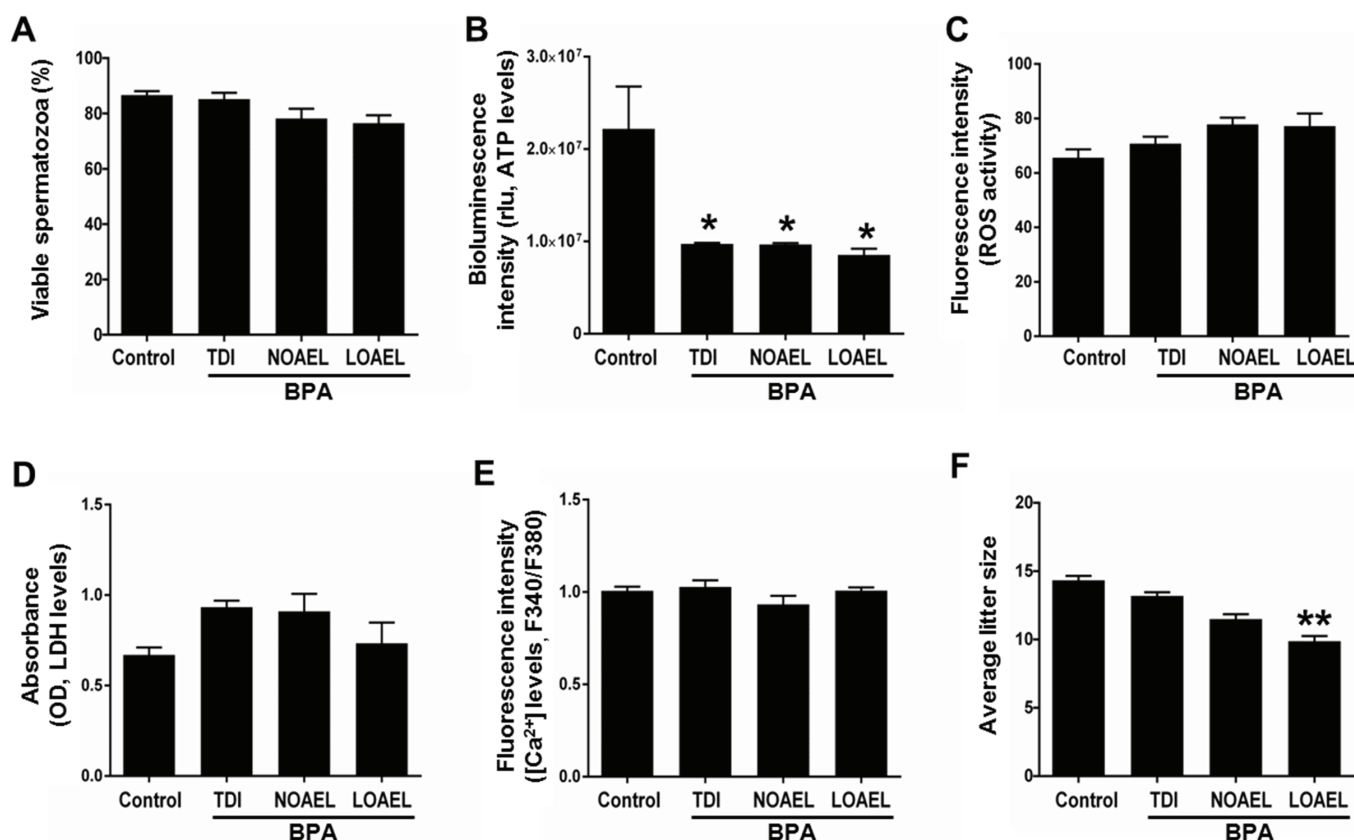 A
Viable spermatozoa (%)
100
80
60
40
20
0
Control TDI NOAEL LOAEL
BPA
B
Bioluminescence
intensity (rlu, ATP levels)
3.0×10⁷
2.0×10⁷
1.0×10⁷
0
* * *
Control TDI NOAEL LOAEL
BPA
C
Fluorescence intensity
(ROS activity)
100
80
60
40
20
0
Control TDI NOAEL LOAEL
BPA
D
Absorbance
(OD, LDH levels)
1.5
1.0
0.5
0.0
Control TDI NOAEL LOAEL
BPA
E
Fluorescence intensity
([Ca²⁺] levels, F340/F380)
1.5
1.0
0.5
0.0
Control TDI NOAEL LOAEL
BPA
F
Average litter size
20
15
10
5
0
**
Control TDI NOAEL LOAEL
BPA